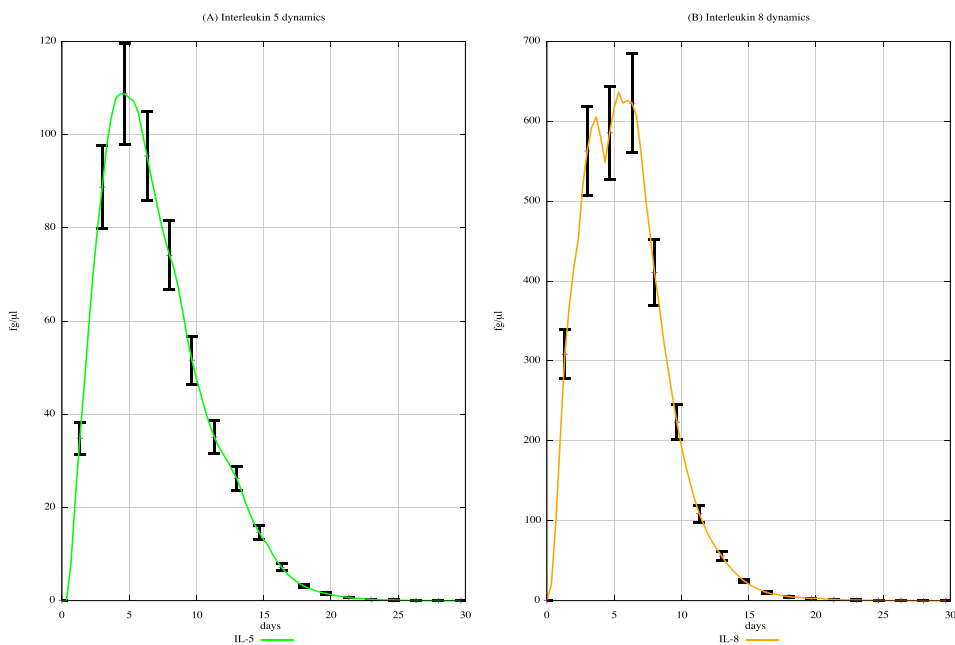 (A) Interleukin 5 dynamics
120
100
80
60
40
20
0
fg/µl
0 5 10 15 20 25 30
days
IL-5
(B) Interleukin 8 dynamics
700
600
500
400
300
200
100
0
fg/µl
0 5 10 15 20 25 30
days
IL-8